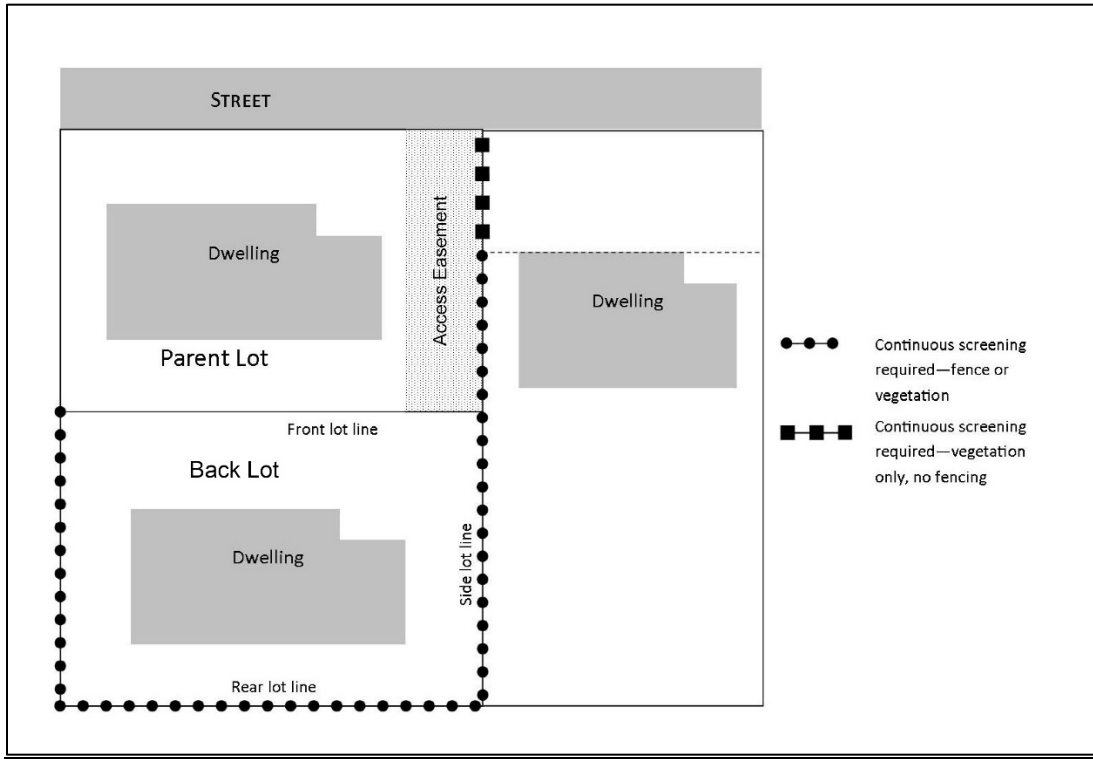 STREET
Access Easement
Dwelling
Dwelling
Parent Lot
Continuous screening
required—fence or
vegetation
Front lot line
Continuous screening
required—vegetation
only, no fencing
Back Lot
Side lot line
Dwelling
Rear lot line